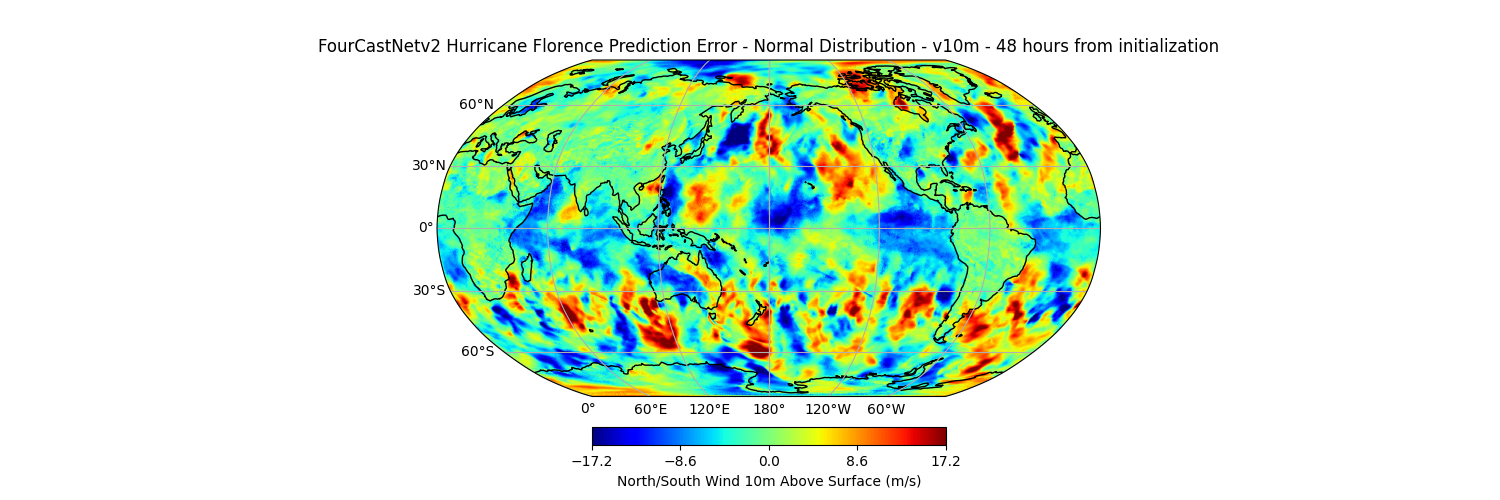 FourCastNetv2 Hurricane Florence Prediction Error - Normal Distribution - v10m - 48 hours from initialization
60°N
30°N
0°
30°S
60°S
0° 60°E 120°E 180° 120°W 60°W
−17.2 −8.6 0.0 8.6 17.2
North/South Wind 10m Above Surface (m/s)